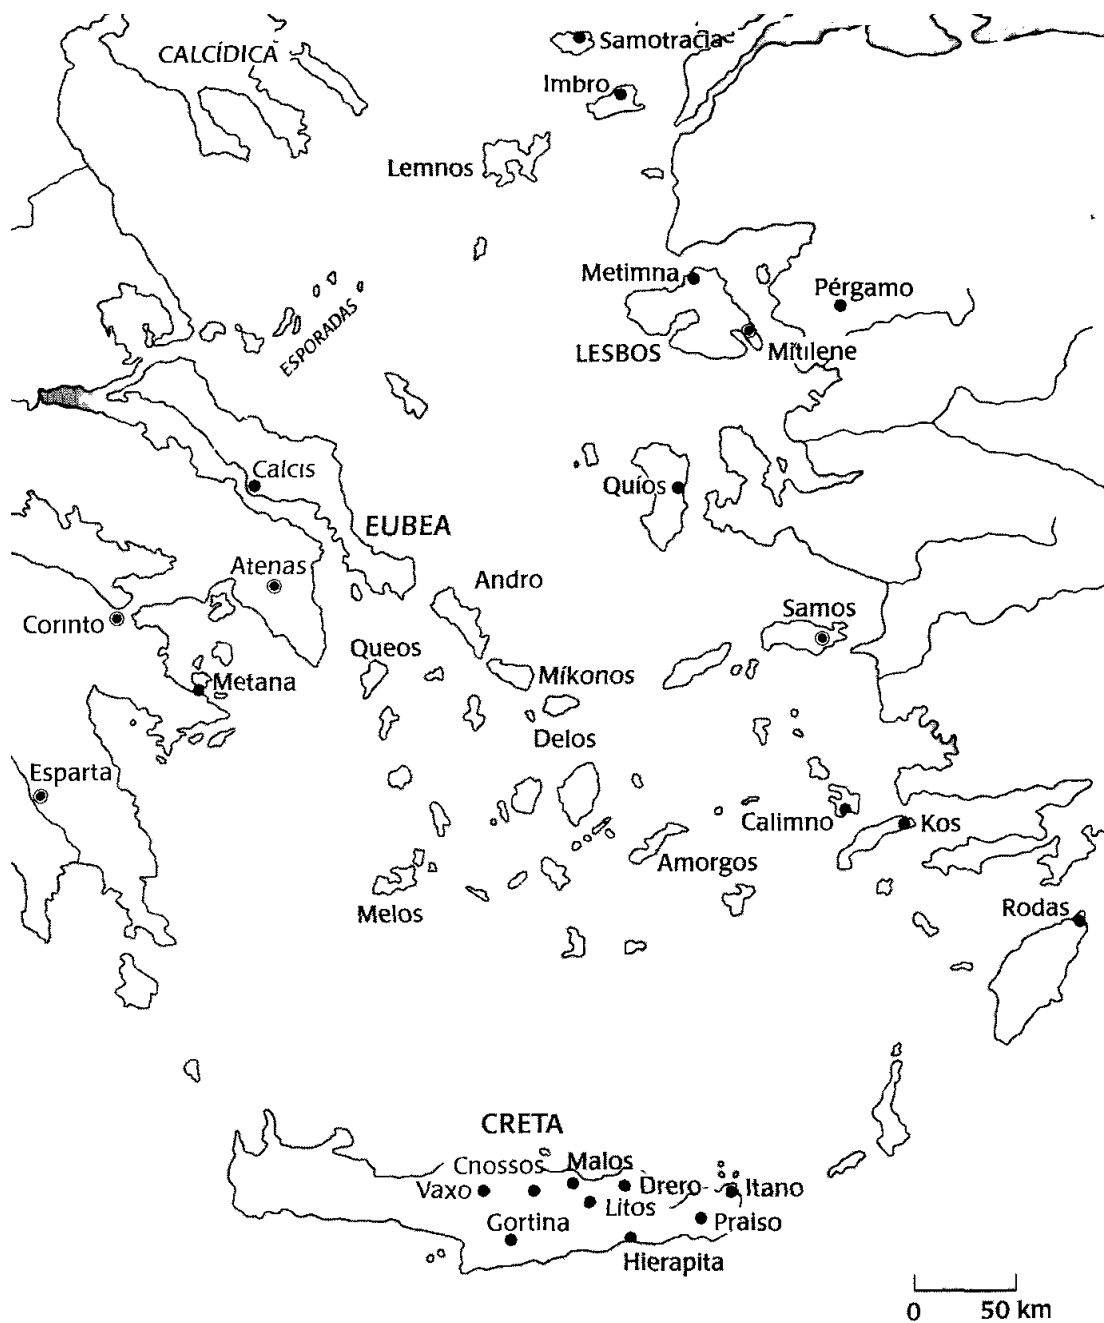 Samotracia
CALCÍDICA
Imbro
Lemnos
Metimna
Pérgamo
ESPORADAS
LESBOS
Mitilene
Calcis
Quíos
EUBEA
Atenas
Andro
Corinto
Samos
Queos
Míkonos
Metana
Delos
Esparta
Calimno
Kos
Amorgos
Melos
Rodas
CRETA
Cnossos
Malos
Vaxo
Drero
Itano
Litos
Gortina
Praiso
Hierapita
0 50 km